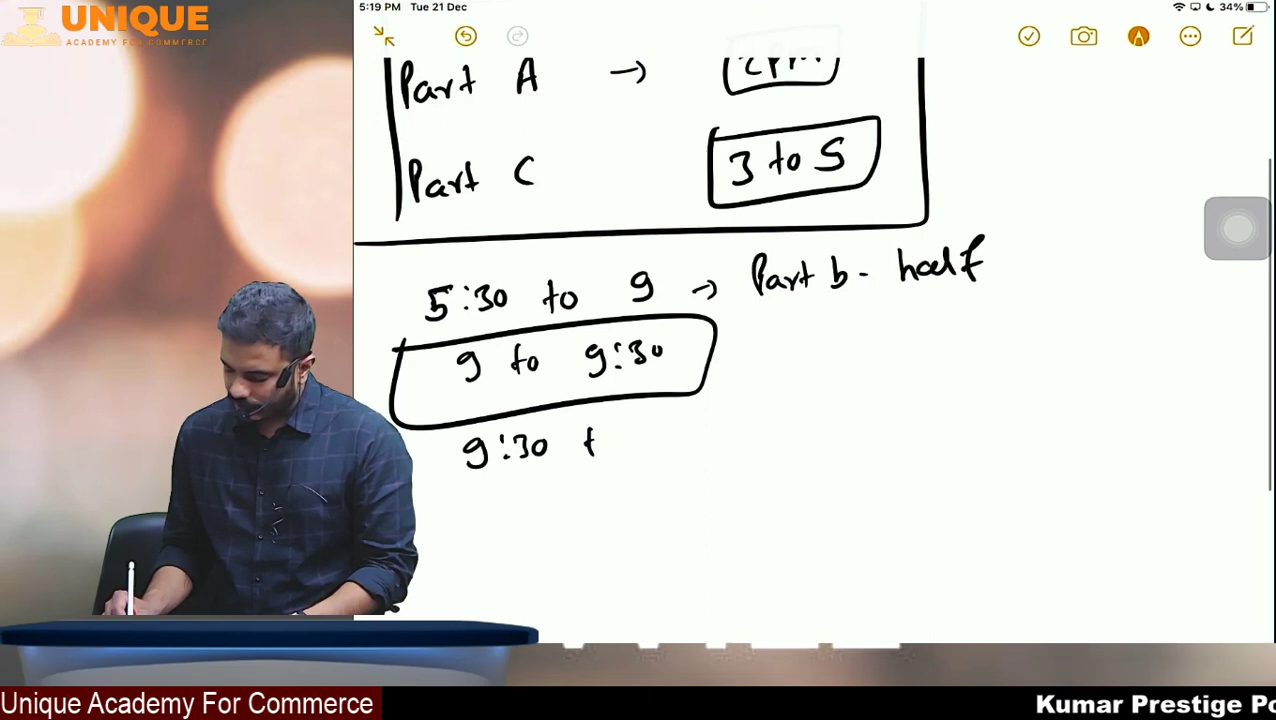 UNIQUE
ACADEMY FOR COMMERCE
5:19 PM Tue 21 Dec
34%
Part A →
Part C 3 to 5
5:30 to 9 → Part b - half
9 to 9:30
9:30 t
Unique Academy For Commerce
Kumar Prestige Po